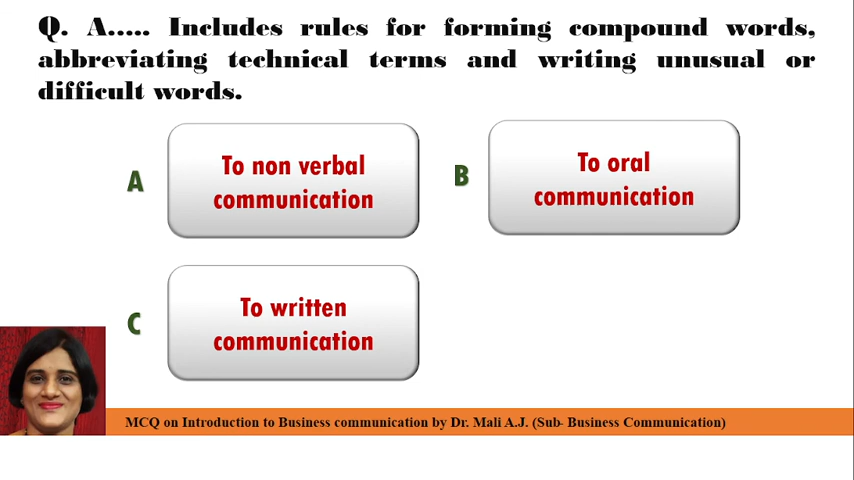 Q. A..... Includes rules for forming compound words,
abbreviating technical terms and writing unusual or
difficult words.
A
To non verbal
communication
B
To oral
communication
C
To written
communication
MCQ on Introduction to Business communication by Dr. Mali A.J. (Sub- Business Communication)